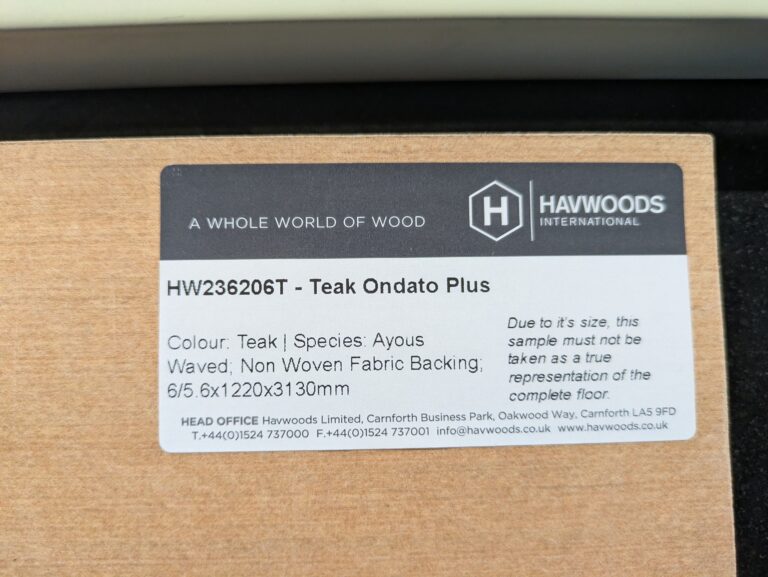 A WHOLE WORLD OF WOOD
H
HAVWOODS
INTERNATIONAL
HW236206T - Teak Ondato Plus
Colour: Teak | Species: Ayous
Waved; Non Woven Fabric Backing;
6/5.6x1220x3130mm
Due to it's size, this
sample must not be
taken as a true
representation of the
complete floor.
HEAD OFFICE Havwoods Limited, Carnforth Business Park, Oakwood Way, Carnforth LA5 9FD
T.+44(0)1524 737000 F.+44(0)1524 737001 info@havwoods.co.uk www.havwoods.co.uk